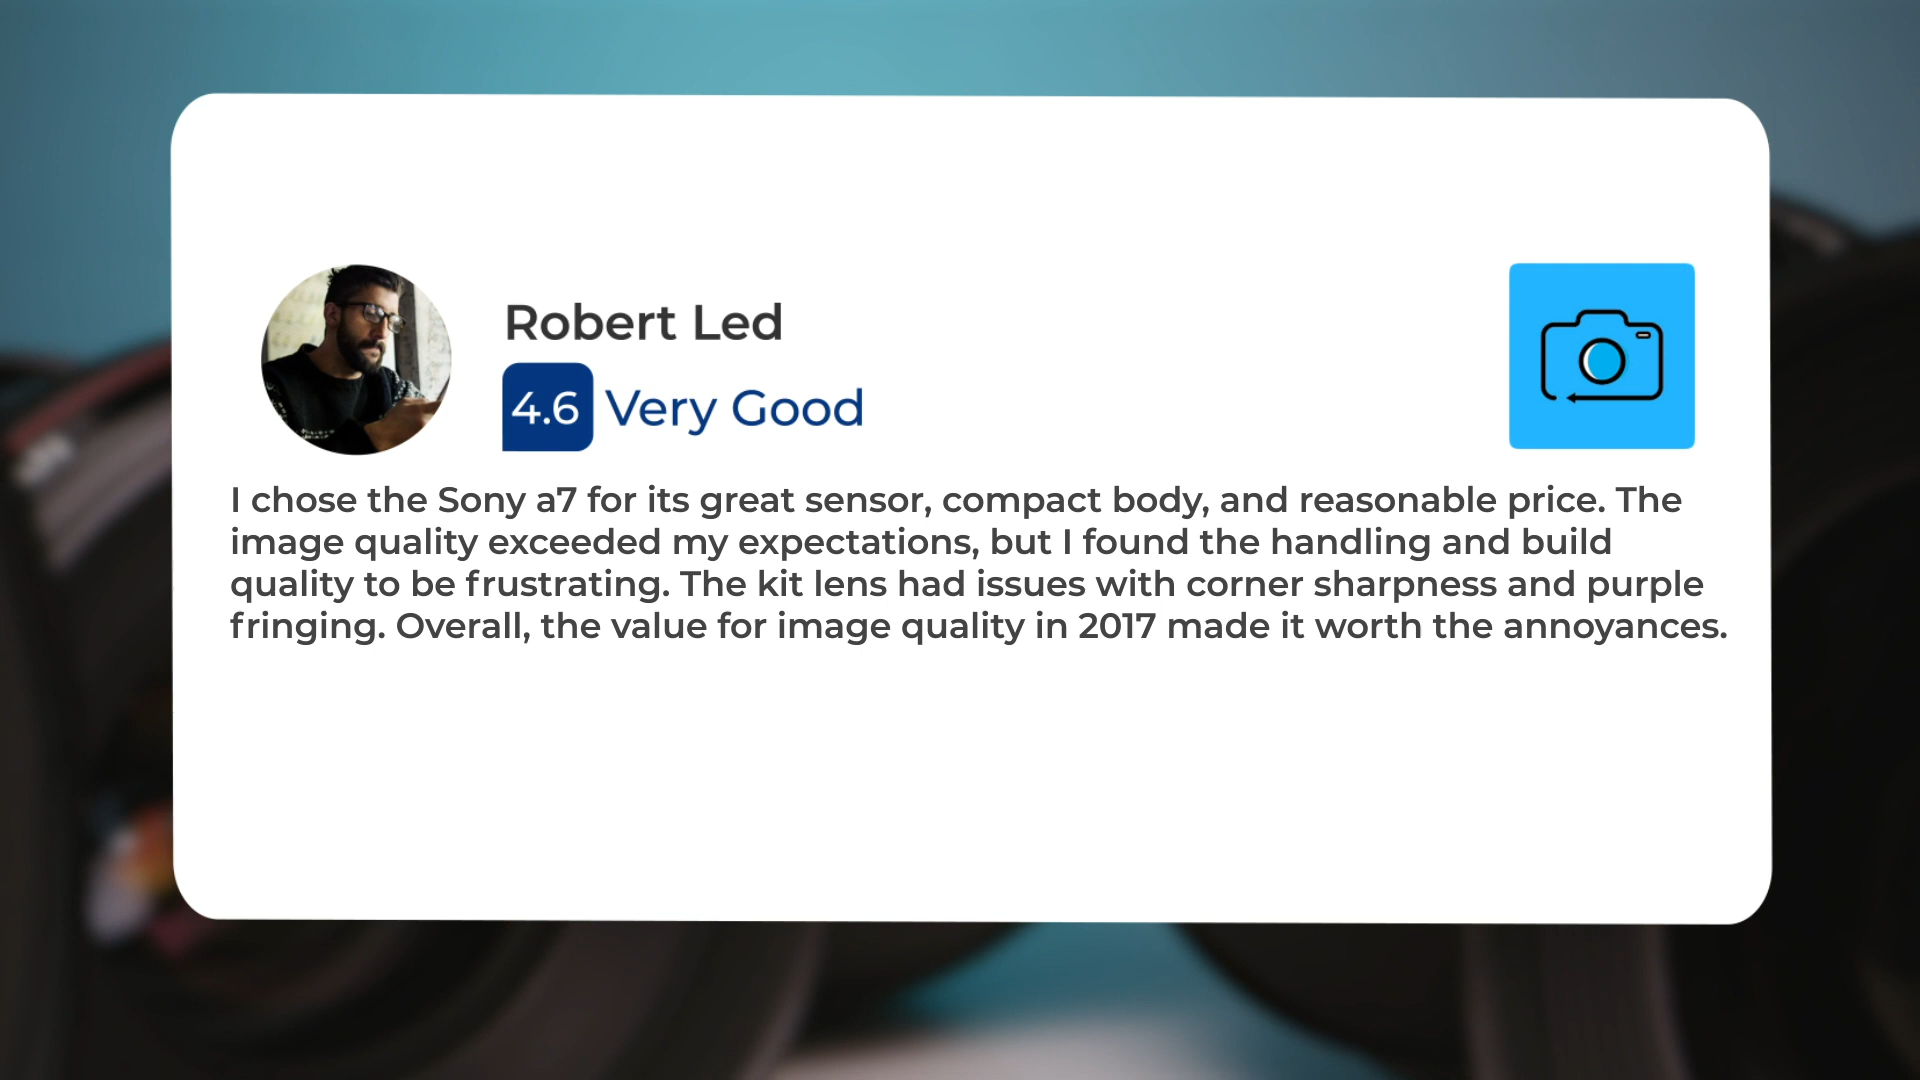 Robert Led
4.6 Very Good
I chose the Sony a7 for its great sensor, compact body, and reasonable price. The
image quality exceeded my expectations, but I found the handling and build
quality to be frustrating. The kit lens had issues with corner sharpness and purple
fringing. Overall, the value for image quality in 2017 made it worth the annoyances.